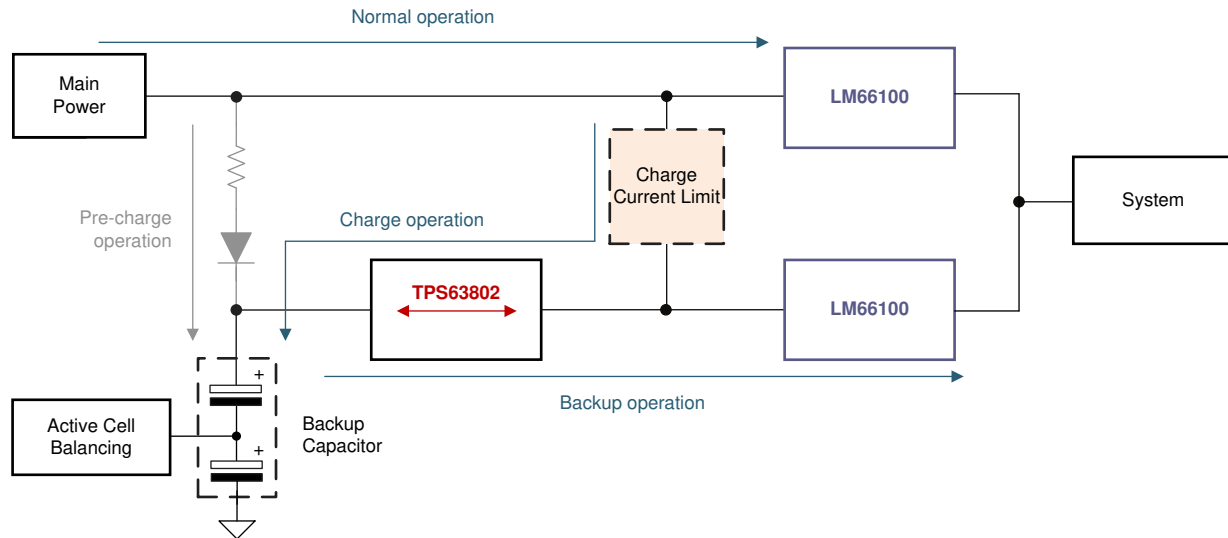 Normal operation
Main
Power
LM66100
Charge
Current Limit
Pre-charge
operation
Charge operation
System
TPS63802
LM66100
+
Backup operation
Active Cell
Balancing
Backup
Capacitor
+